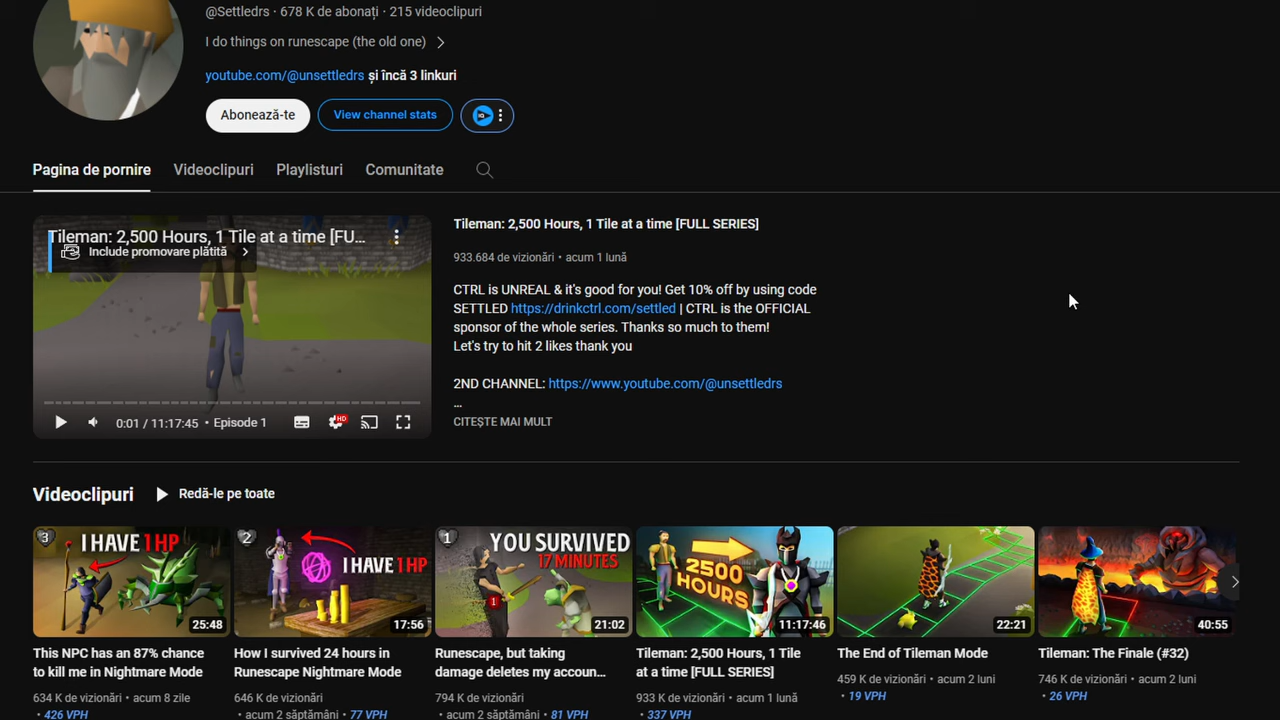 @Settledrs · 678 K de abonați · 215 videoclipuri
I do things on runescape (the old one)
youtube.com/@unsettledrs și încă 3 linkuri
Abonează-te
View channel stats
IQ
Pagina de pornire
Videoclipuri
Playlisturi
Comunitate
Tileman: 2,500 Hours, 1 Tile at a time [FU...
Include promovare plătită
0:01 / 11:17:45 • Episode 1
HD
Tileman: 2,500 Hours, 1 Tile at a time [FULL SERIES]
933.684 de vizionări • acum 1 lună
CTRL is UNREAL & it's good for you! Get 10% off by using code
SETTLED https://drinkctrl.com/settled | CTRL is the OFFICIAL
sponsor of the whole series. Thanks so much to them!
Let's try to hit 2 likes thank you
2ND CHANNEL: https://www.youtube.com/@unsettledrs
...
CITEȘTE MAI MULT
Videoclipuri
Redă-le pe toate
3
I HAVE 1HP
25:48
This NPC has an 87% chance
to kill me in Nightmare Mode
634 K de vizionări • acum 8 zile
• 426 VPH
2
I HAVE 1HP
17:56
How I survived 24 hours in
Runescape Nightmare Mode
646 K de vizionări
• acum 2 săptămâni • 77 VPH
1
YOU SURVIVED
17 MINUTES
1
21:02
Runescape, but taking
damage deletes my accoun...
794 K de vizionări
• acum 2 săptămâni • 81 VPH
2500
HOURS
11:17:46
Tileman: 2,500 Hours, 1 Tile
at a time [FULL SERIES]
933 K de vizionări • acum 1 lună
• 337 VPH
22:21
The End of Tileman Mode
459 K de vizionări • acum 2 luni
• 19 VPH
40:55
Tileman: The Finale (#32)
746 K de vizionări • acum 2 luni
• 26 VPH